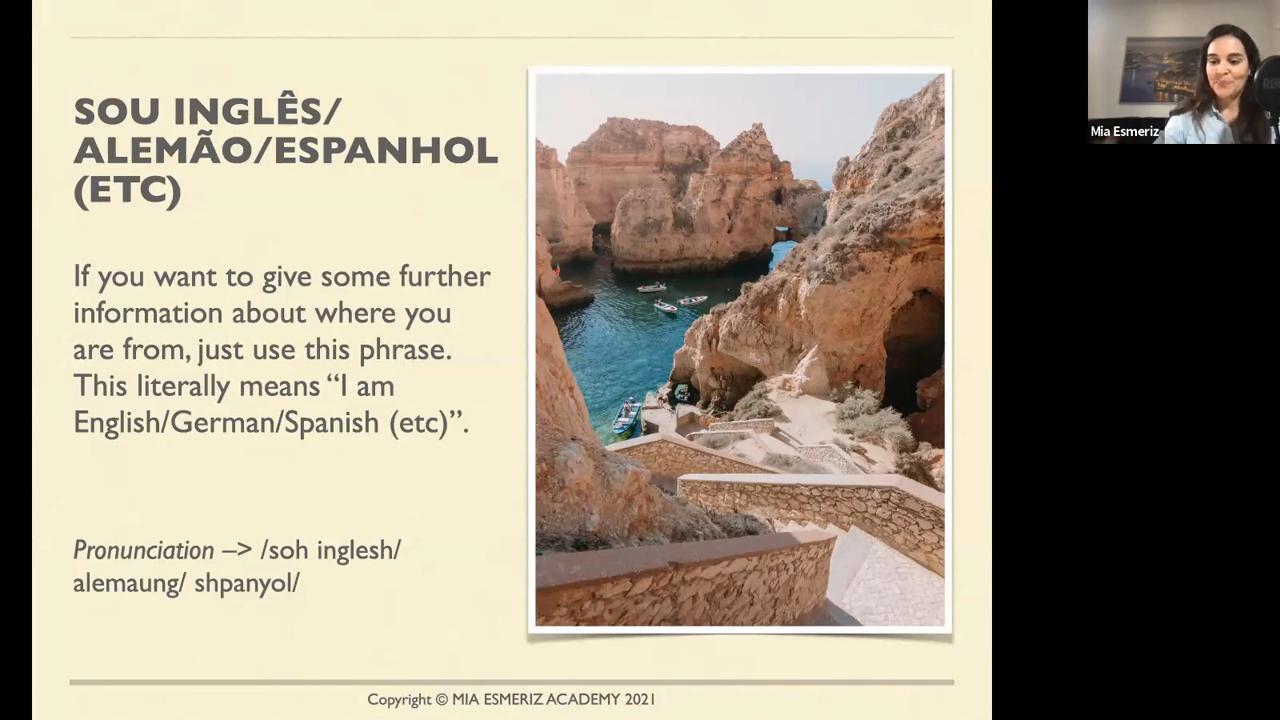 SOU INGLÊS/
ALEMÃO/ESPANHOL
(ETC)
If you want to give some further
information about where you
are from, just use this phrase.
This literally means “I am
English/German/Spanish (etc)”.
Pronunciation –> /soh inglesh/
alemaung/ shpanyol/
Copyright © MIA ESMERIZ ACADEMY 2021
Mia Esmeriz